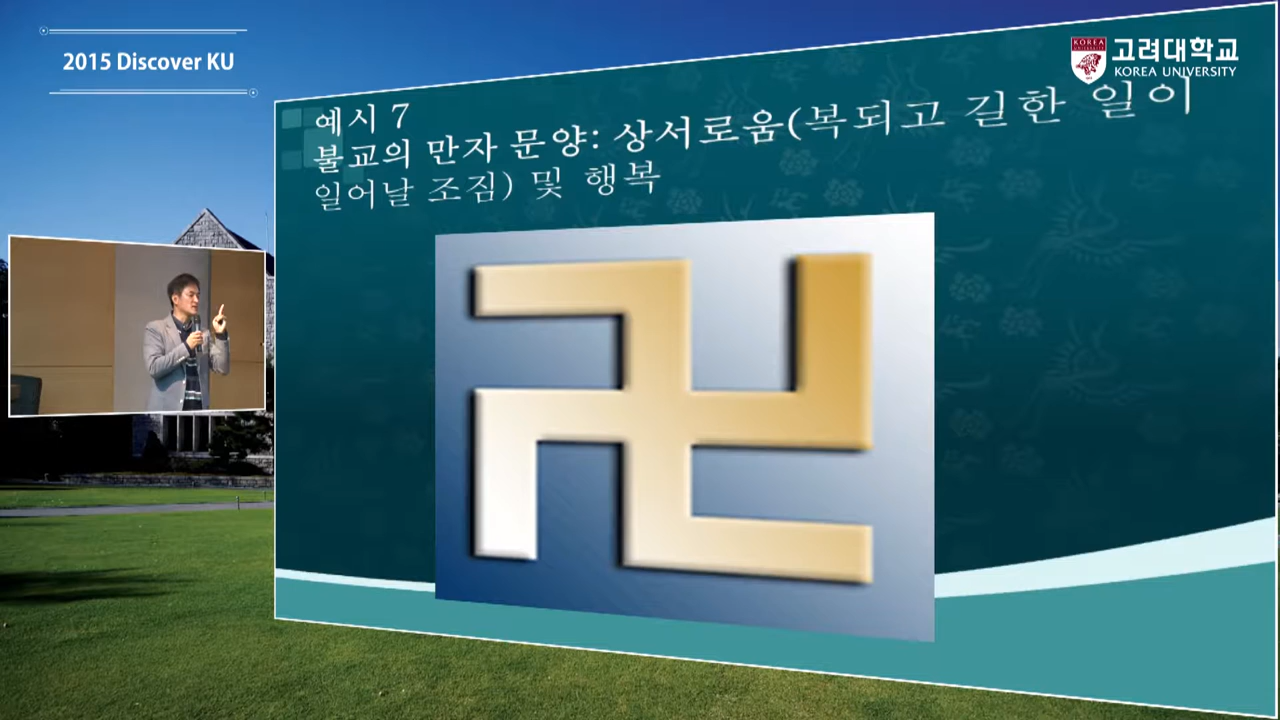 2015 Discover KU
KOREA
고려대학교
KOREA UNIVERSITY
예시 7
불교의 만자 문양: 상서로움(복되고 길한 일이
일어날 조짐) 및 행복